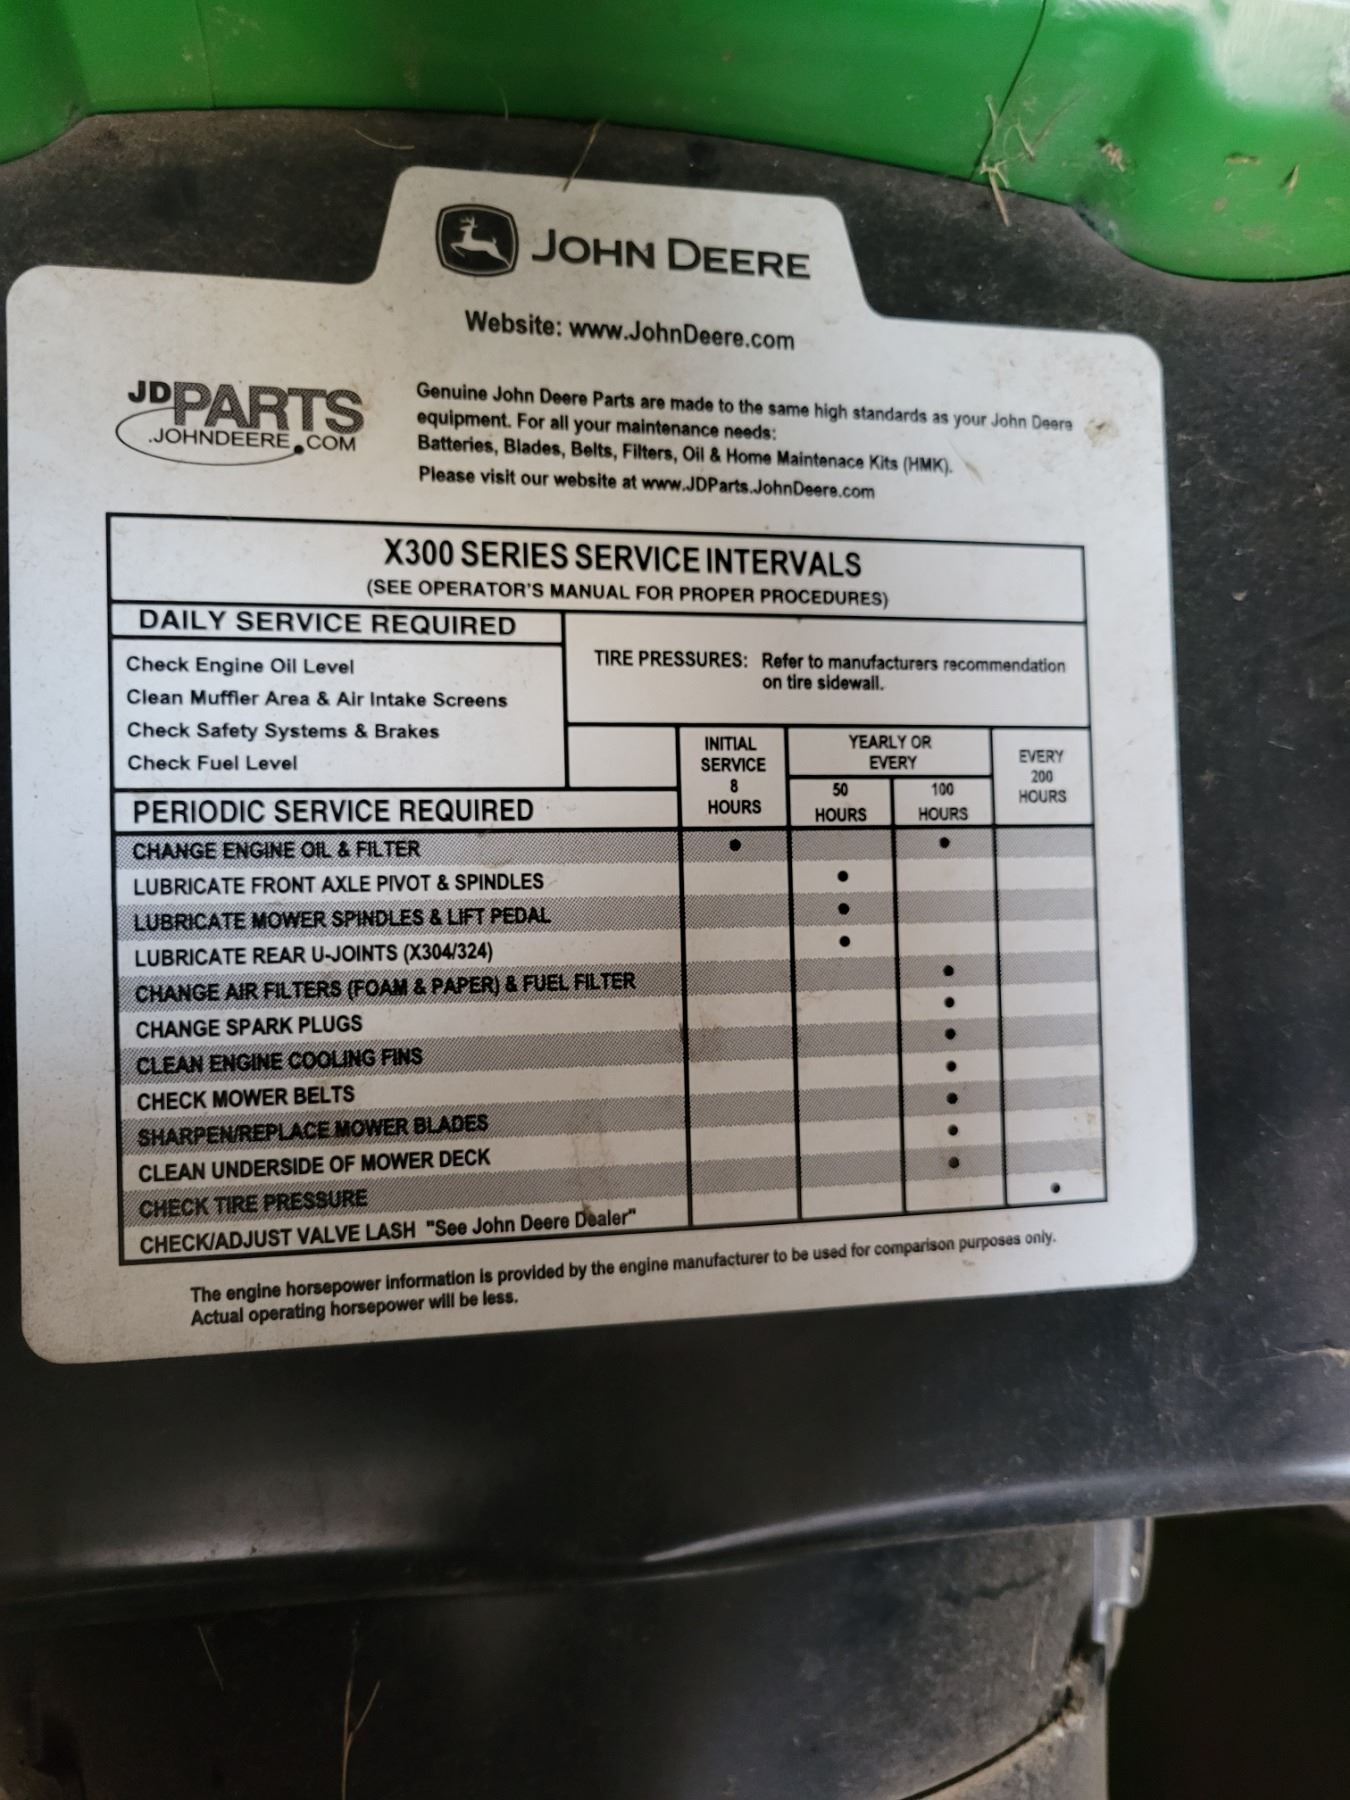 JOHN DEERE
Website: www.JohnDeere.com
JDPARTS
.JOHNDEERE.COM
Genuine John Deere Parts are made to the same high standards as your John Deere
equipment. For all your maintenance needs:
Batteries, Blades, Belts, Filters, Oil & Home Maintenace Kits (HMK).
Please visit our website at www.JDParts.JohnDeere.com
X300 SERIES SERVICE INTERVALS
(SEE OPERATOR'S MANUAL FOR PROPER PROCEDURES)
DAILY SERVICE REQUIRED
Check Engine Oil Level
Clean Muffler Area & Air Intake Screens
Check Safety Systems & Brakes
Check Fuel Level
TIRE PRESSURES: Refer to manufacturers recommendation
on tire sidewall.
INITIAL
SERVICE
8
HOURS
YEARLY OR
EVERY
50
HOURS
100
HOURS
EVERY
200
HOURS
PERIODIC SERVICE REQUIRED
CHANGE ENGINE OIL & FILTER • •
LUBRICATE FRONT AXLE PIVOT & SPINDLES •
LUBRICATE MOWER SPINDLES & LIFT PEDAL •
LUBRICATE REAR U-JOINTS (X304/324) •
CHANGE AIR FILTERS (FOAM & PAPER) & FUEL FILTER •
CHANGE SPARK PLUGS •
CLEAN ENGINE COOLING FINS •
CHECK MOWER BELTS •
SHARPEN/REPLACE MOWER BLADES •
CLEAN UNDERSIDE OF MOWER DECK •
CHECK TIRE PRESSURE •
CHECK/ADJUST VALVE LASH "See John Deere Dealer" •
The engine horsepower information is provided by the engine manufacturer to be used for comparison purposes only.
Actual operating horsepower will be less.